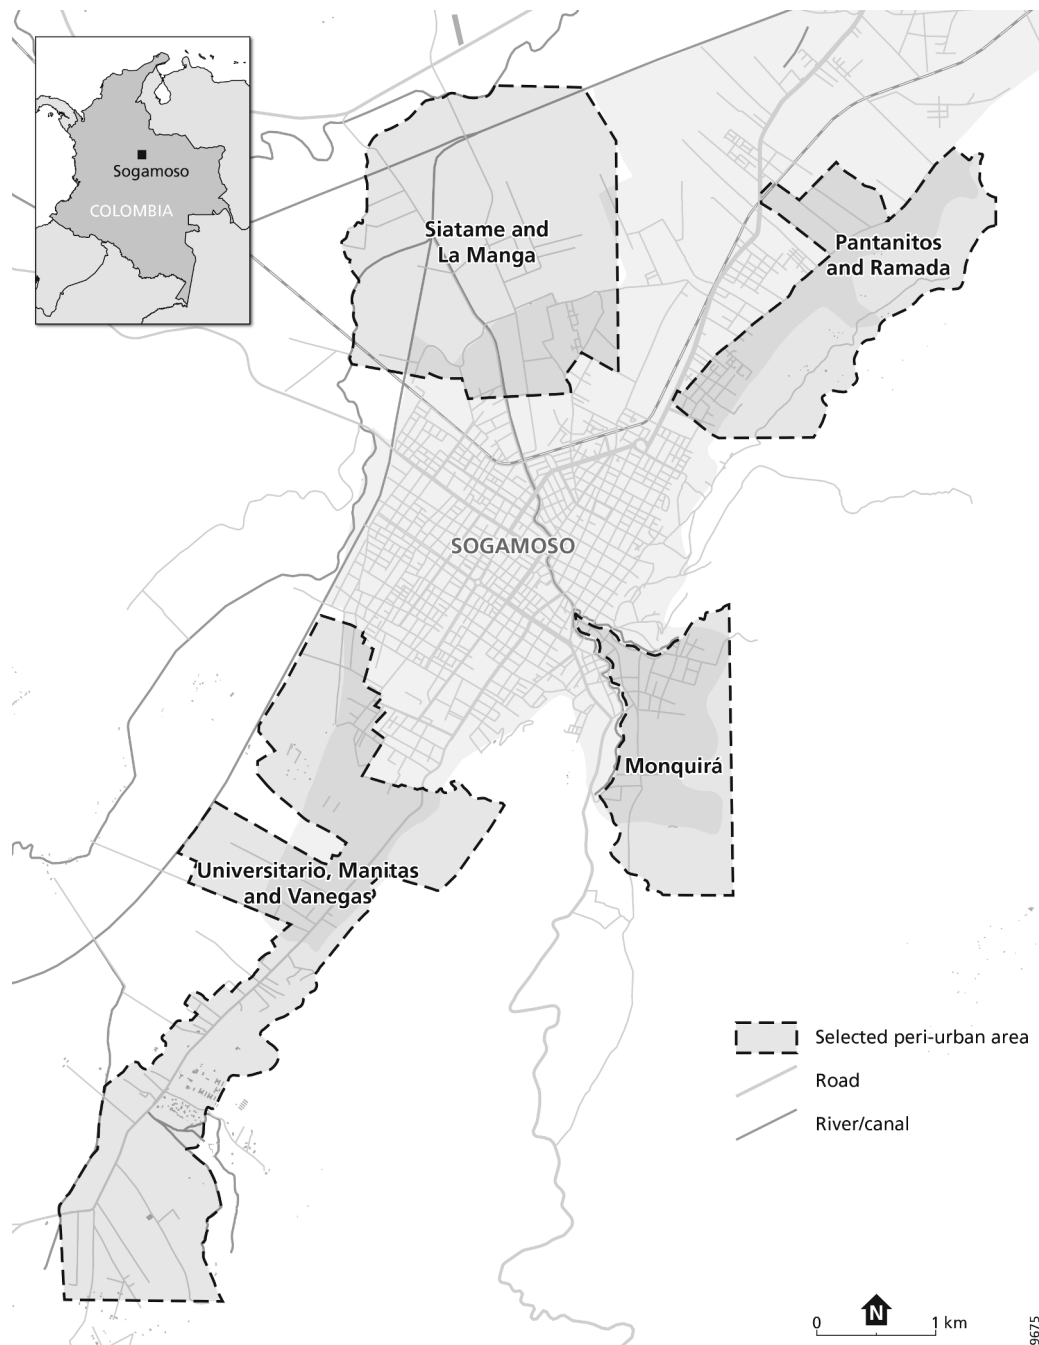 Sogamoso
COLOMBIA
Siatame and
La Manga
Pantanitos
and Ramada
SOGAMOSO
Monquirá
Universitario, Manitas
and Vanegas
Selected peri-urban area
Road
River/canal
N
0 1 km
9675